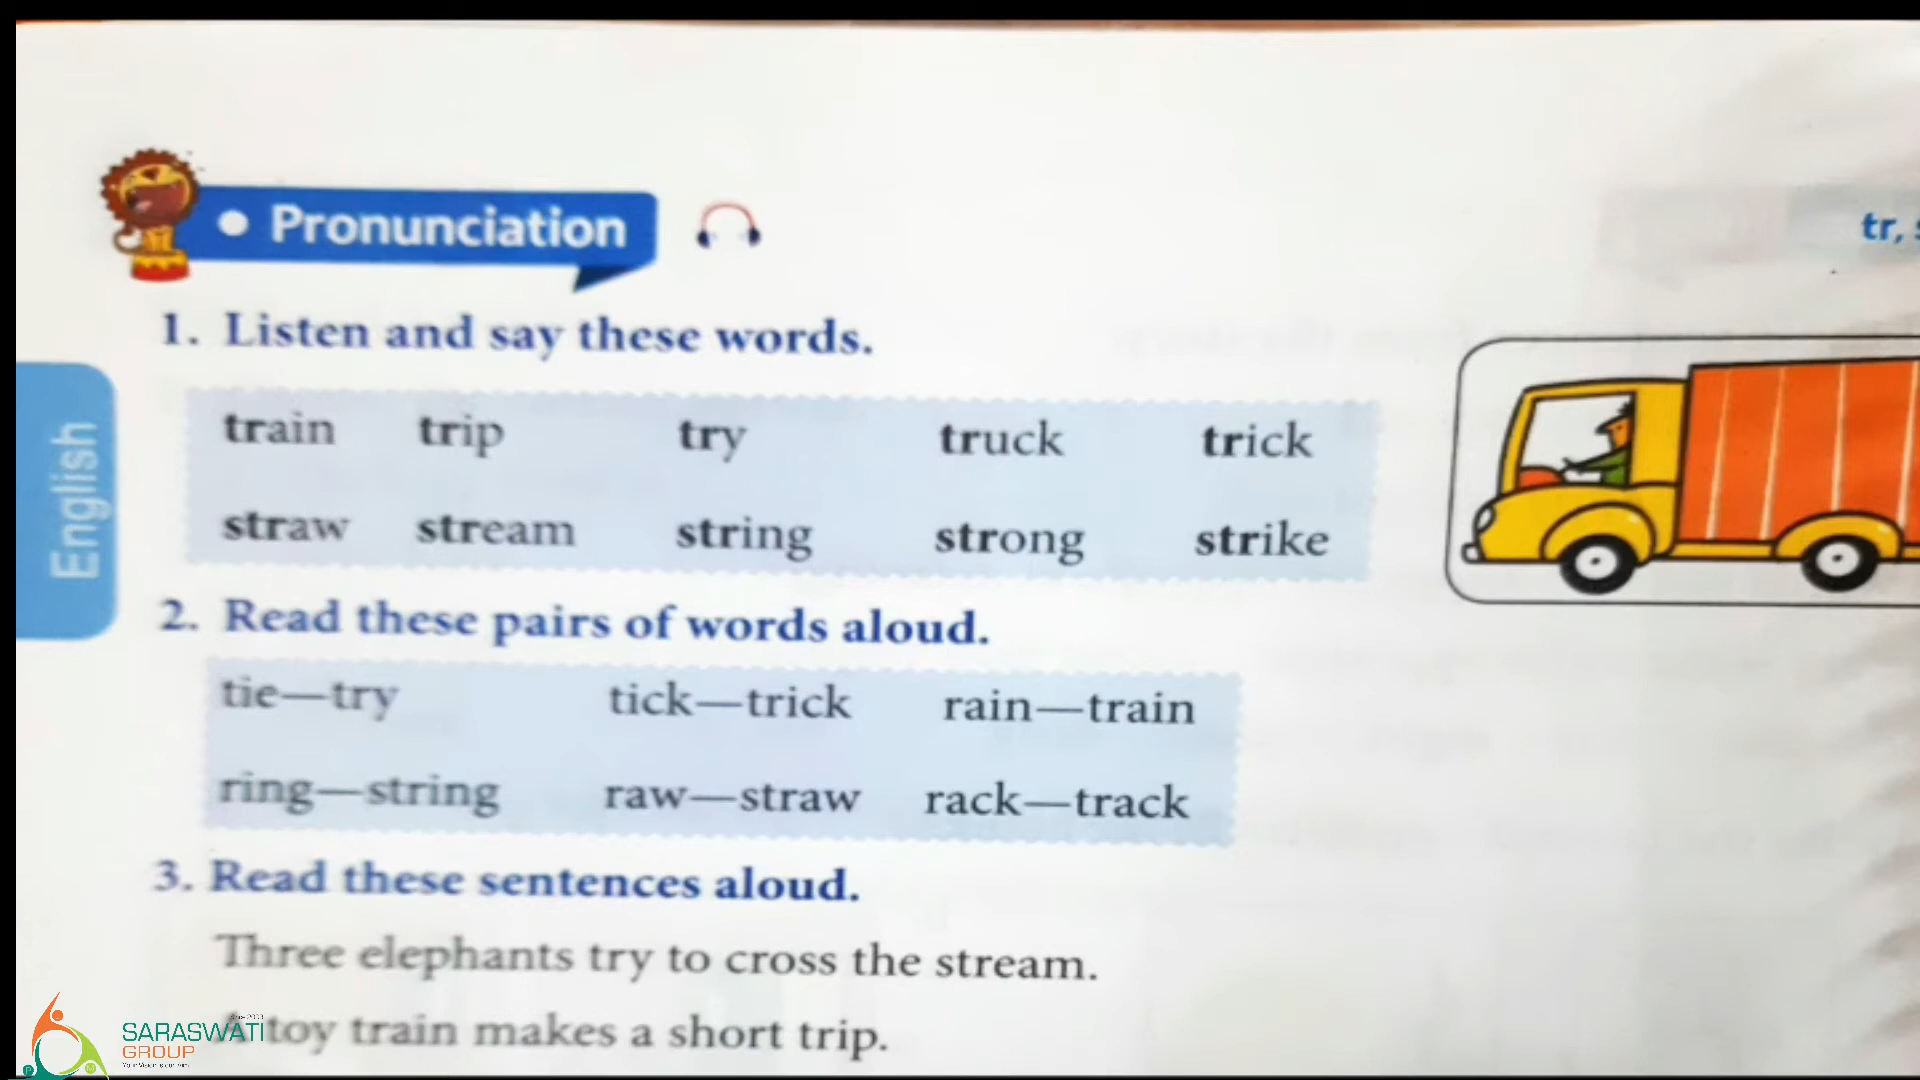 Pronunciation
tr,
1. Listen and say these words.
train trip try truck trick
straw stream string strong strike
English
2. Read these pairs of words aloud.
tie—try tick—trick rain—train
ring—string raw—straw rack—track
3. Read these sentences aloud.
Three elephants try to cross the stream.
A toy train makes a short trip.
SARASWATI
GROUP